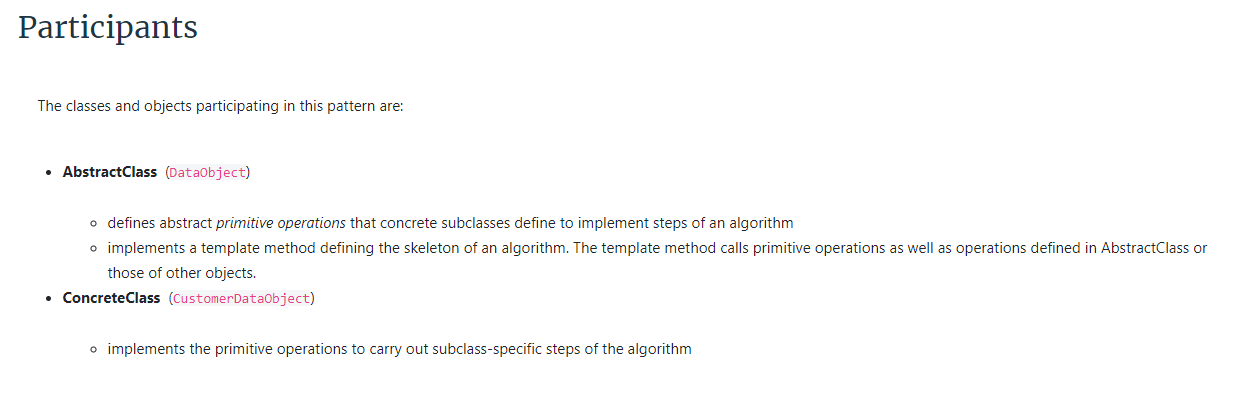 Participants
The classes and objects participating in this pattern are:
• AbstractClass (DataObject)
◦ defines abstract primitive operations that concrete subclasses define to implement steps of an algorithm
◦ implements a template method defining the skeleton of an algorithm. The template method calls primitive operations as well as operations defined in AbstractClass or
those of other objects.
• ConcreteClass (CustomerDataObject)
◦ implements the primitive operations to carry out subclass-specific steps of the algorithm